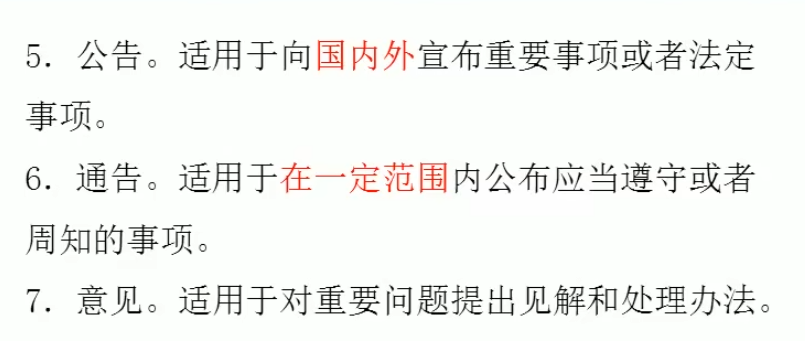 5. 公告。适用于向国内外宣布重要事项或者法定
事项。
6. 通告。适用于在一定范围内公布应当遵守或者
周知的事项。
7. 意见。适用于对重要问题提出见解和处理办法。